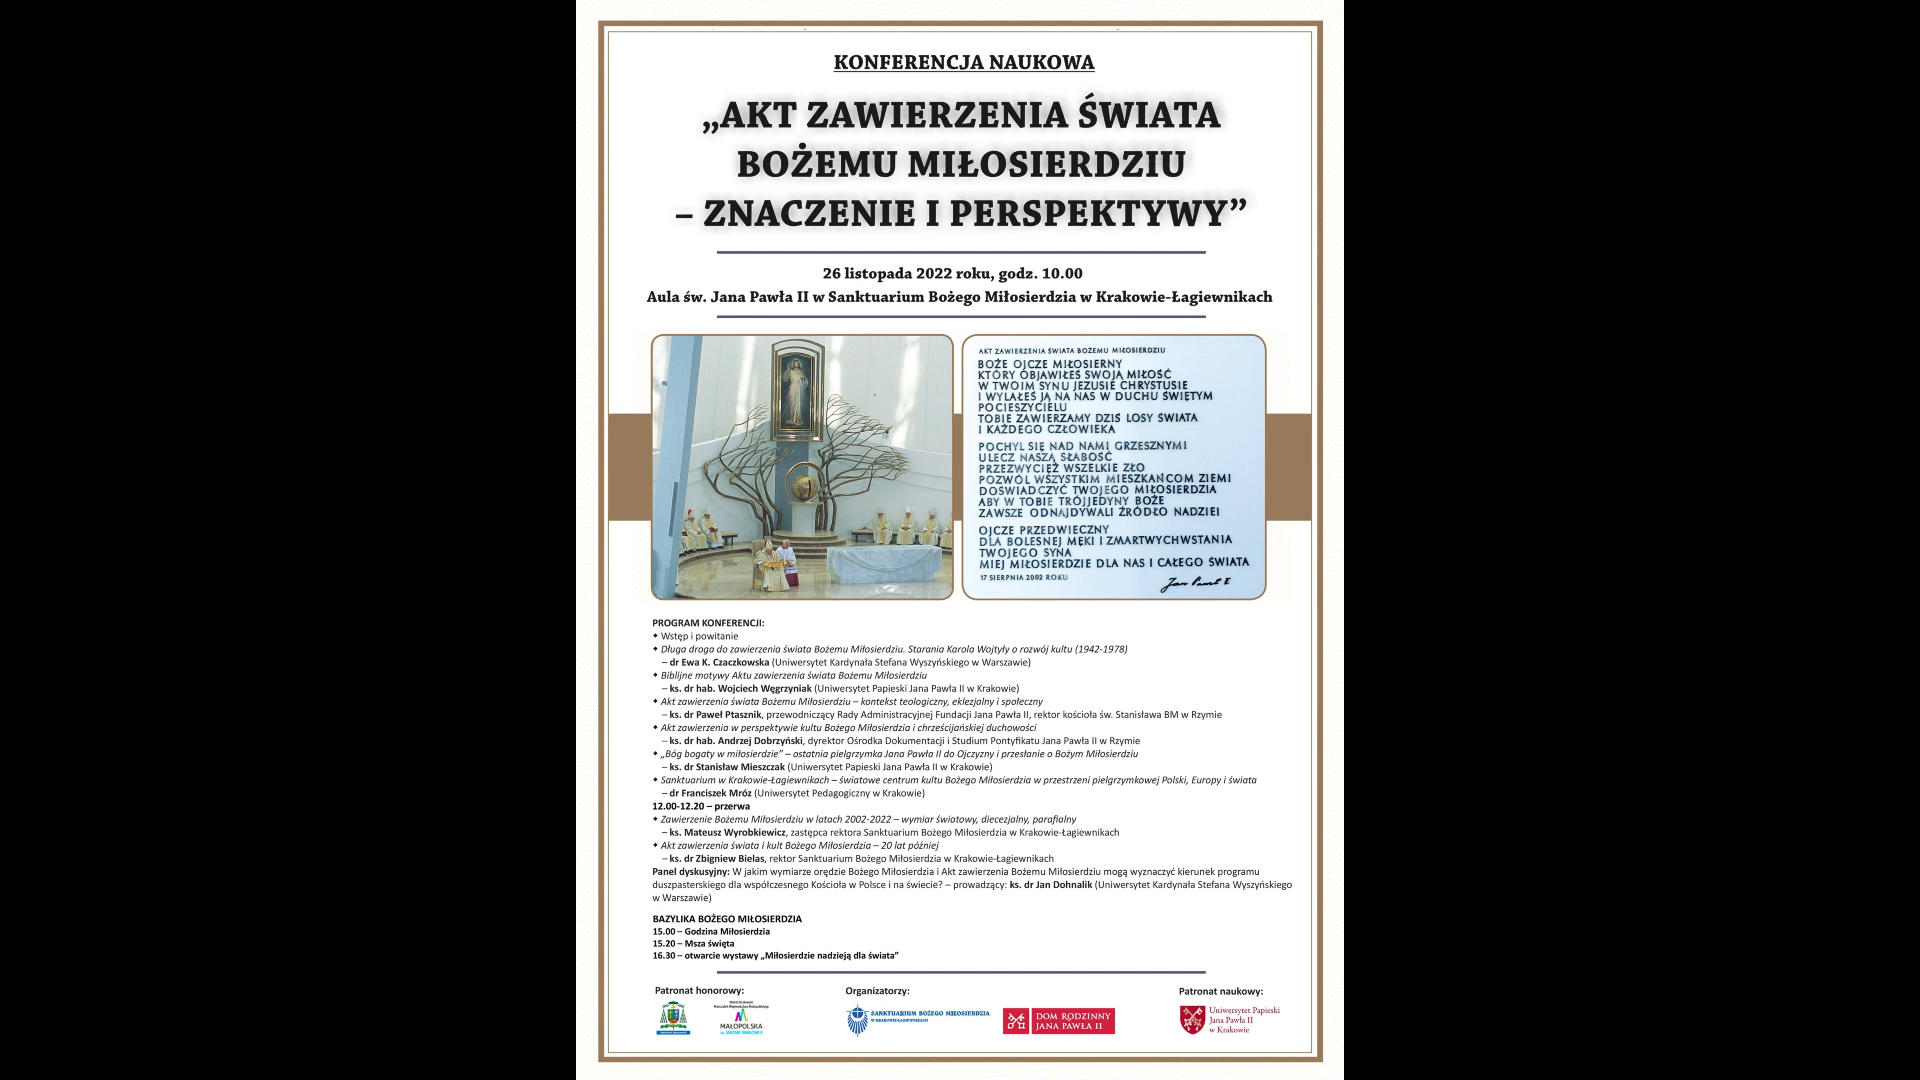 KONFERENCJA NAUKOWA
„AKT ZAWIERZENIA ŚWIATA
BOŻEMU MIŁOSIERDZIU
– ZNACZENIE I PERSPEKTYWY”
26 listopada 2022 roku, godz. 10.00
Aula św. Jana Pawła II w Sanktuarium Bożego Miłosierdzia w Krakowie-Łagiewnikach
AKT ZAWIERZENIA ŚWIATA BOŻEMU MIŁOSIERDZIU
BOŻE OJCZE MIŁOSIERNY
KTÓRY OBJAWIŁEŚ SWOJĄ MIŁOŚĆ
W TWOIM SYNU JEZUSIE CHRYSTUSIE
I WYLAŁEŚ JĄ NA NAS W DUCHU ŚWIĘTYM
POCIESZYCIELU
TOBIE ZAWIERZAMY DZIŚ LOSY ŚWIATA
I KAŻDEGO CZŁOWIEKA
POCHYL SIĘ NAD NAMI GRZESZNYMI
ULECZ NASZĄ SŁABOŚĆ
PRZEZWYCIĘŻ WSZELKIE ZŁO
POZWÓL WSZYSTKIM MIESZKAŃCOM ZIEMI
DOŚWIADCZYĆ TWOJEGO MIŁOSIERDZIA
ABY W TOBIE TRÓJJEDYNY BOŻE
ZAWSZE ODNAJDYWALI ŹRÓDŁO NADZIEI
OJCZE PRZEDWIECZNY
DLA BOLESNEJ MĘKI I ZMARTWYCHWSTANIA
TWOJEGO SYNA
MIEJ MIŁOSIERDZIE DLA NAS I CAŁEGO ŚWIATA
17 SIERPNIA 2002 ROKU
Jan Paweł II
PROGRAM KONFERENCJI:
◆ Wstęp i powitanie
◆ Długa droga do zawierzenia świata Bożemu Miłosierdziu. Starania Karola Wojtyły o rozwój kultu (1942-1978)
– dr Ewa K. Czaczkowska (Uniwersytet Kardynała Stefana Wyszyńskiego w Warszawie)
◆ Biblijne motywy Aktu zawierzenia świata Bożemu Miłosierdziu
– ks. dr hab. Wojciech Węgrzyniak (Uniwersytet Papieski Jana Pawła II w Krakowie)
◆ Akt zawierzenia świata Bożemu Miłosierdziu – kontekst teologiczny, eklezjalny i społeczny
– ks. dr Paweł Ptasznik, przewodniczący Rady Administracyjnej Fundacji Jana Pawła II, rektor kościoła św. Stanisława BM w Rzymie
◆ Akt zawierzenia w perspektywie kultu Bożego Miłosierdzia i chrześcijańskiej duchowości
– ks. dr hab. Andrzej Dobrzyński, dyrektor Ośrodka Dokumentacji i Studium Pontyfikatu Jana Pawła II w Rzymie
◆ „Bóg bogaty w miłosierdzie” – ostatnia pielgrzymka Jana Pawła II do Ojczyzny i przesłanie o Bożym Miłosierdziu
– ks. dr Stanisław Mieszczak (Uniwersytet Papieski Jana Pawła II w Krakowie)
◆ Sanktuarium w Krakowie-Łagiewnikach – światowe centrum kultu Bożego Miłosierdzia w przestrzeni pielgrzymkowej Polski, Europy i świata
– dr Franciszek Mróz (Uniwersytet Pedagogiczny w Krakowie)
12.00-12.20 – przerwa
◆ Zawierzenie Bożemu Miłosierdziu w latach 2002-2022 – wymiar światowy, diecezjalny, parafialny
– ks. Mateusz Wyrobkiewicz, zastępca rektora Sanktuarium Bożego Miłosierdzia w Krakowie-Łagiewnikach
◆ Akt zawierzenia świata i kult Bożego Miłosierdzia – 20 lat później
– ks. dr Zbigniew Bielas, rektor Sanktuarium Bożego Miłosierdzia w Krakowie-Łagiewnikach
Panel dyskusyjny: W jakim wymiarze orędzie Bożego Miłosierdzia i Akt zawierzenia Bożemu Miłosierdziu mogą wyznaczyć kierunek programu
duszpasterskiego dla współczesnego Kościoła w Polsce i na świecie? – prowadzący: ks. dr Jan Dohnalik (Uniwersytet Kardynała Stefana Wyszyńskiego
w Warszawie)
BAZYLIKA BOŻEGO MIŁOSIERDZIA
15.00 – Godzina Miłosierdzia
15.20 – Msza święta
16.30 – otwarcie wystawy „Miłosierdzie nadzieją dla świata”
Patronat honorowy:
MAŁOPOLSKA
Organizatorzy:
SANKTUARIUM BOŻEGO MIŁOSIERDZIA
W KRAKOWIE-ŁAGIEWNIKACH
DOM RODZINNY
JANA PAWŁA II
Patronat naukowy:
Uniwersytet Papieski
Jana Pawła II
w Krakowie